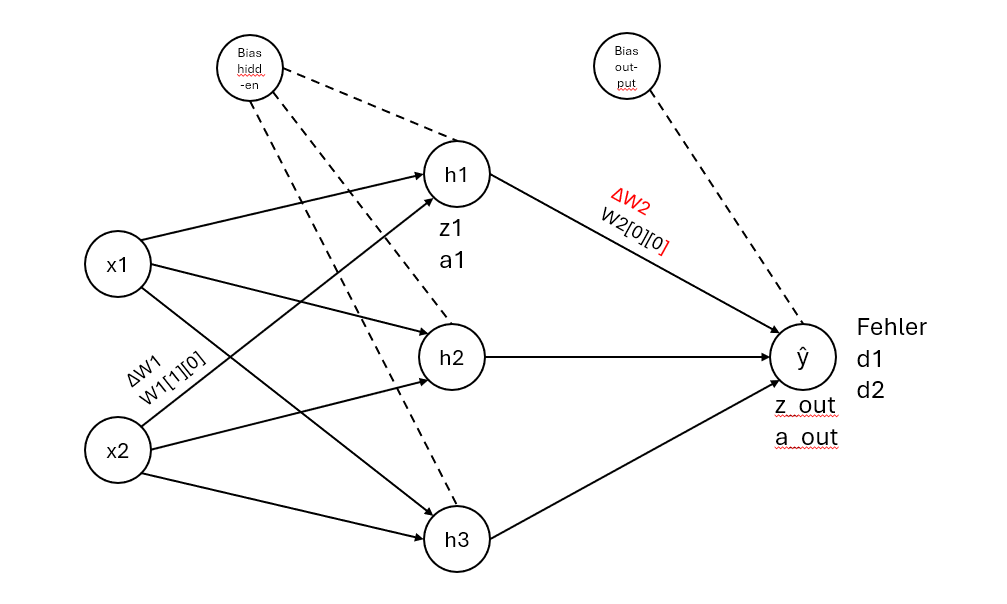 Bias
hidd
-en
Bias
out-
put
h1
z1
a1
ΔW2
W2[0][0]
x1
ΔW1
W1[1][0]
h2
ŷ
Fehler
d1
d2
z_out
a_out
x2
h3